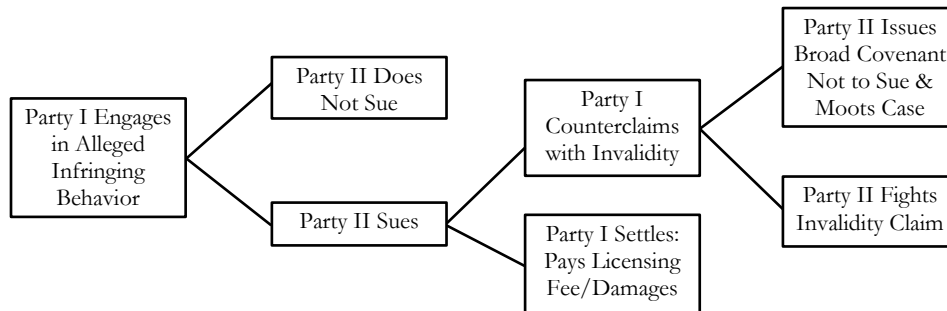 Party I Engages
in Alleged
Infringing
Behavior
Party II Does
Not Sue
Party II Sues
Party I
Counterclaims
with Invalidity
Party I Settles:
Pays Licensing
Fee/Damages
Party II Issues
Broad Covenant
Not to Sue &
Moots Case
Party II Fights
Invalidity Claim